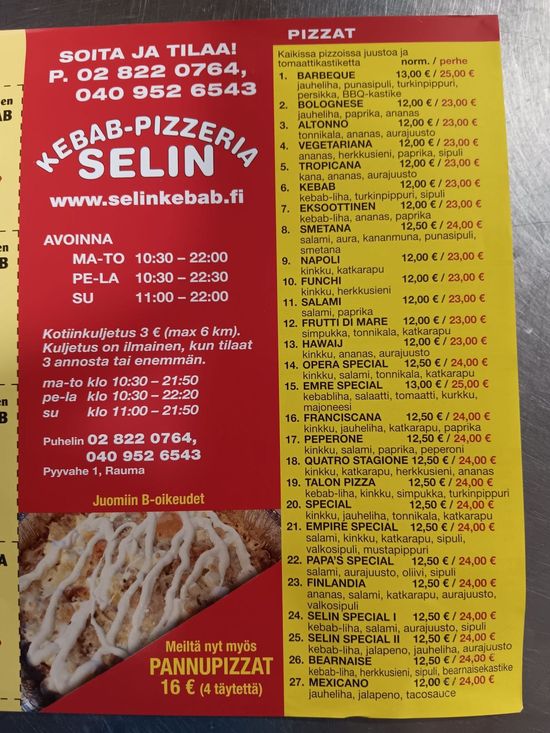 SOITA JA TILAA!
P. 02 822 0764,
040 952 6543
KEBAB-PIZZERIA
SELIN
www.selinkebab.fi
AVOINNA
MA-TO 10:30 – 22:00
PE-LA 10:30 – 22:30
SU 11:00 – 22:00
Kotiinkuljetus 3 € (max 6 km).
Kuljetus on ilmainen, kun tilaat
3 annosta tai enemmän.
ma-to klo 10:30 – 21:50
pe-la klo 10:30 – 22:20
su klo 11:00 – 21:50
Puhelin 02 822 0764,
040 952 6543
Pyyvahe 1, Rauma
Juomiin B-oikeudet
Meiltä nyt myös
PANNUPIZZAT
16 € (4 täytettä)
PIZZAT
Kaikissa pizzoissa juustoa ja
tomaattikastiketta norm. / perhe
1. BARBEQUE 13,00 € / 25,00 €
jauheliha, punasipuli, turkinpippuri,
persikka, BBQ-kastike
2. BOLOGNESE 12,00 € / 23,00 €
jauheliha, paprika, ananas
3. ALTONNO 12,00 € / 23,00 €
tonnikala, ananas, aurajuusto
4. VEGETARIANA 12,00 € / 23,00 €
ananas, herkkusieni, paprika, sipuli
5. TROPICANA 12,00 € / 23,00 €
kana, ananas, aurajuusto
6. KEBAB 12,00 € / 23,00 €
kebab-liha, turkinpippuri, sipuli
7. EKSOOTTINEN 12,00 € / 23,00 €
kebab-liha, ananas, paprika
8. SMETANA 12,50 € / 24,00 €
salami, aura, kananmuna, punasipuli,
smetana
9. NAPOLI 12,00 € / 23,00 €
kinkku, katkarapu
10. FUNCHI 12,00 € / 23,00 €
kinkku, herkkusieni
11. SALAMI 12,00 € / 23,00 €
salami, paprika
12. FRUTTI DI MARE 12,00 € / 23,00 €
simpukka, tonnikala, katkarapu
13. HAWAIJ 12,00 € / 23,00 €
kinkku, ananas, aurajuusto
14. OPERA SPECIAL 12,50 € / 24,00 €
kinkku, salami, tonnikala, katkarapu
15. EMRE SPECIAL 13,00 € / 25,00 €
kebabliha, salaatti, tomaatti, kurkku,
majoneesi
16. FRANCISCANA 12,50 € / 24,00 €
kinkku, jauheliha, katkarapu, paprika
17. PEPERONE 12,50 € / 24,00 €
kinkku, salami, paprika, peperoni
18. QUATRO STAGIONE 12,50 € / 24,00 €
kinkku, katkarapu, herkkusieni, ananas
19. TALON PIZZA 12,50 € / 24,00 €
kebab-liha, kinkku, simpukka, turkinpippuri
20. SPECIAL 12,50 € / 24,00 €
kinkku, jauheliha, tonnikala, katkarapu
21. EMPIRE SPECIAL 12,50 € / 24,00 €
salami, kinkku, katkarapu, sipuli,
valkosipuli, mustapippuri
22. PAPA'S SPECIAL 12,50 € / 24,00 €
salami, aurajuusto, oliivi, sipuli
23. FINLANDIA 12,50 € / 24,00 €
ananas, salami, katkarapu, aurajuusto,
valkosipuli
24. SELIN SPECIAL I 12,50 € / 24,00 €
kebab-liha, salami, aurajuusto, sipuli
25. SELIN SPECIAL II 12,50 € / 24,00 €
kebab-liha, jalapeno, jauheliha, aurajuusto
26. BEARNAISE 12,50 € / 24,00 €
kebab-liha, herkkusieni, sipuli, bearnaisekastike
27. MEXICANO 12,00 € / 24,00 €
jauheliha, jalapeno, tacosauce